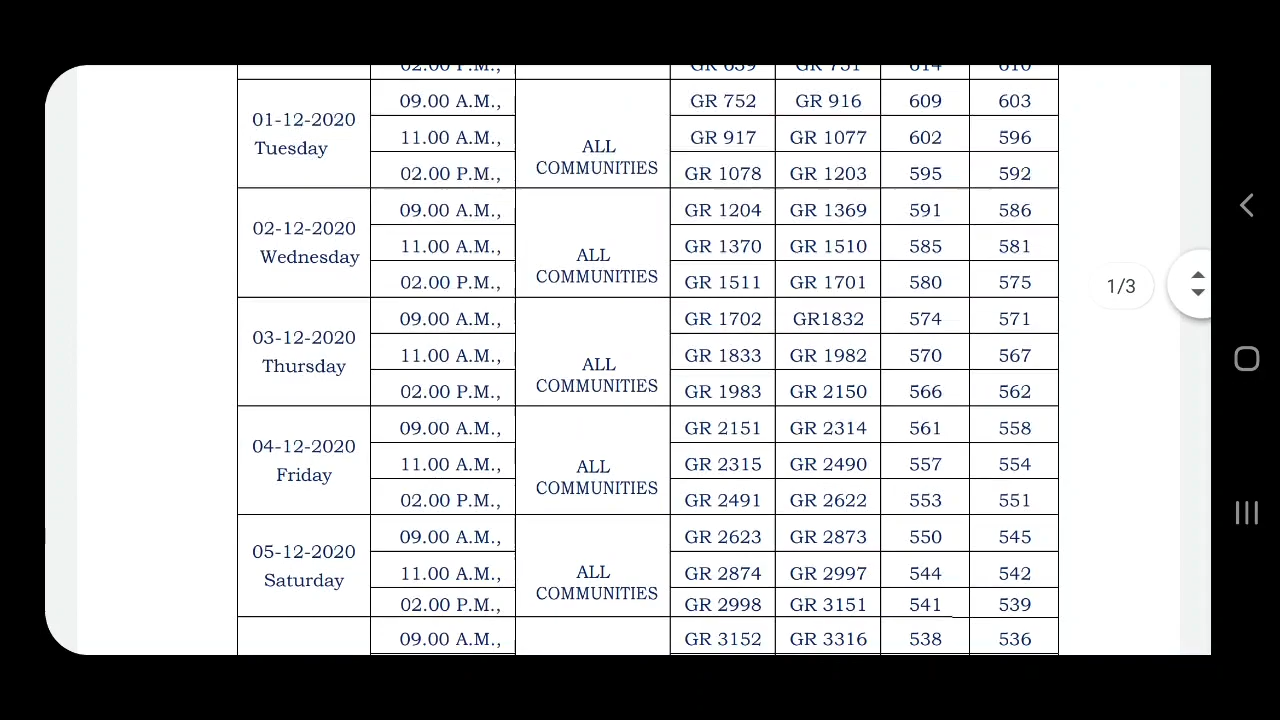 02.00 P.M., GR 639 GR 751 614 610
09.00 A.M., GR 752 GR 916 609 603
01-12-2020
Tuesday
11.00 A.M., GR 917 GR 1077 602 596
ALL
COMMUNITIES
02.00 P.M., GR 1078 GR 1203 595 592
09.00 A.M., GR 1204 GR 1369 591 586
02-12-2020
Wednesday
11.00 A.M., GR 1370 GR 1510 585 581
ALL
COMMUNITIES
02.00 P.M., GR 1511 GR 1701 580 575
1/3
09.00 A.M., GR 1702 GR1832 574 571
03-12-2020
Thursday
11.00 A.M., GR 1833 GR 1982 570 567
ALL
COMMUNITIES
02.00 P.M., GR 1983 GR 2150 566 562
09.00 A.M., GR 2151 GR 2314 561 558
04-12-2020
Friday
11.00 A.M., GR 2315 GR 2490 557 554
ALL
COMMUNITIES
02.00 P.M., GR 2491 GR 2622 553 551
09.00 A.M., GR 2623 GR 2873 550 545
05-12-2020
Saturday
11.00 A.M., GR 2874 GR 2997 544 542
ALL
COMMUNITIES
02.00 P.M., GR 2998 GR 3151 541 539
09.00 A.M., GR 3152 GR 3316 538 536